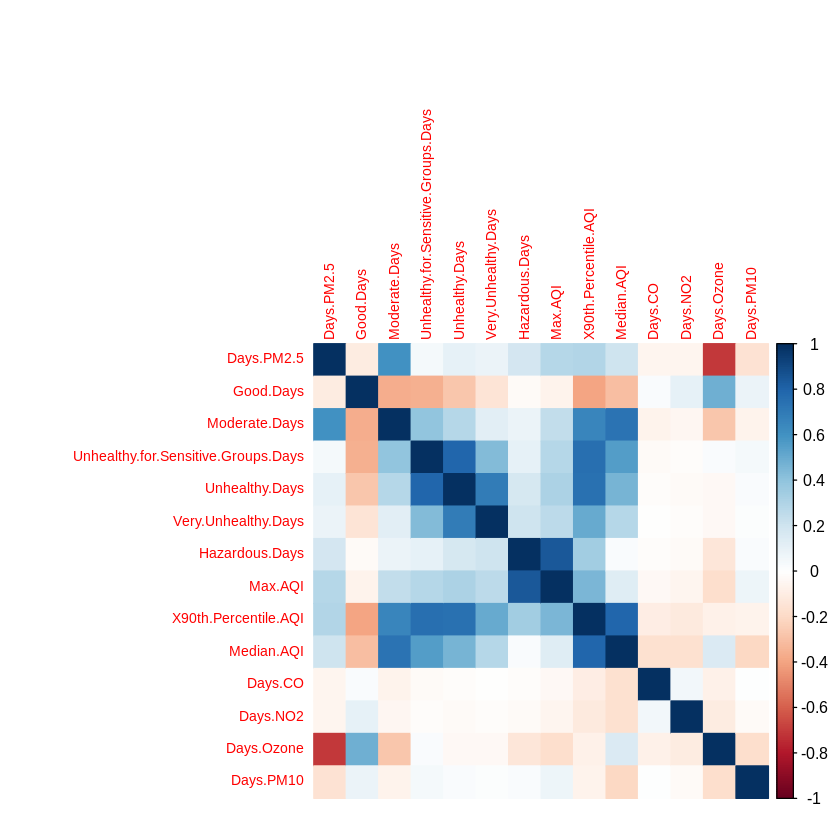 Days.PM2.5
Good.Days
Moderate.Days
Unhealthy.for.Sensitive.Groups.Days
Unhealthy.Days
Very.Unhealthy.Days
Hazardous.Days
Max.AQI
X90th.Percentile.AQI
Median.AQI
Days.CO
Days.NO2
Days.Ozone
Days.PM10
Days.PM2.5
Good.Days
Moderate.Days
Unhealthy.for.Sensitive.Groups.Days
Unhealthy.Days
Very.Unhealthy.Days
Hazardous.Days
Max.AQI
X90th.Percentile.AQI
Median.AQI
Days.CO
Days.NO2
Days.Ozone
Days.PM10
1
0.8
0.6
0.4
0.2
0
-0.2
-0.4
-0.6
-0.8
-1